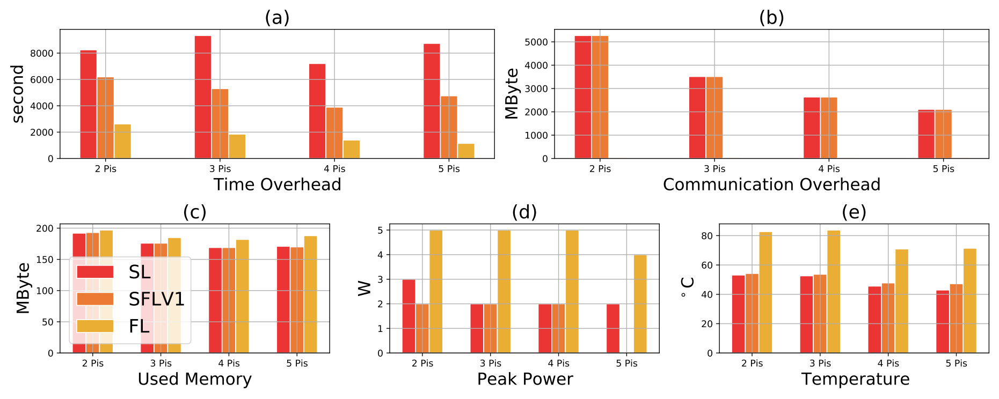 (a)
second
8000
6000
4000
2000
0
2 Pis 3 Pis 4 Pis 5 Pis
Time Overhead
(b)
MByte
5000
4000
3000
2000
1000
0
2 Pis 3 Pis 4 Pis 5 Pis
Communication Overhead
(c)
MByte
200
150
100
50
0
SL
SFLV1
FL
2 Pis 3 Pis 4 Pis 5 Pis
Used Memory
(d)
W
5
4
3
2
1
0
2 Pis 3 Pis 4 Pis 5 Pis
Peak Power
(e)
°C
80
60
40
20
0
2 Pis 3 Pis 4 Pis 5 Pis
Temperature